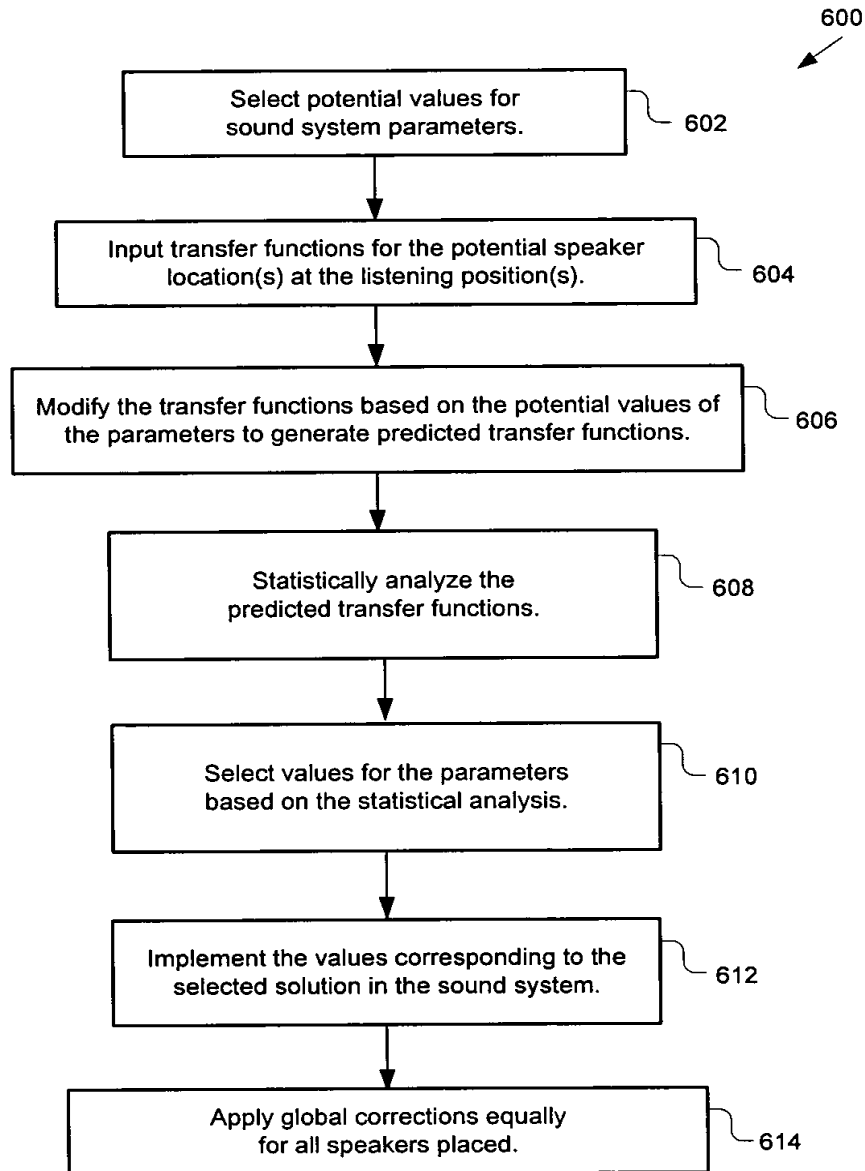 600
Select potential values for
sound system parameters.
602
Input transfer functions for the potential speaker
location(s) at the listening position(s).
604
Modify the transfer functions based on the potential values of
the parameters to generate predicted transfer functions.
606
Statistically analyze the
predicted transfer functions.
608
Select values for the parameters
based on the statistical analysis.
610
Implement the values corresponding to the
selected solution in the sound system.
612
Apply global corrections equally
for all speakers placed.
614